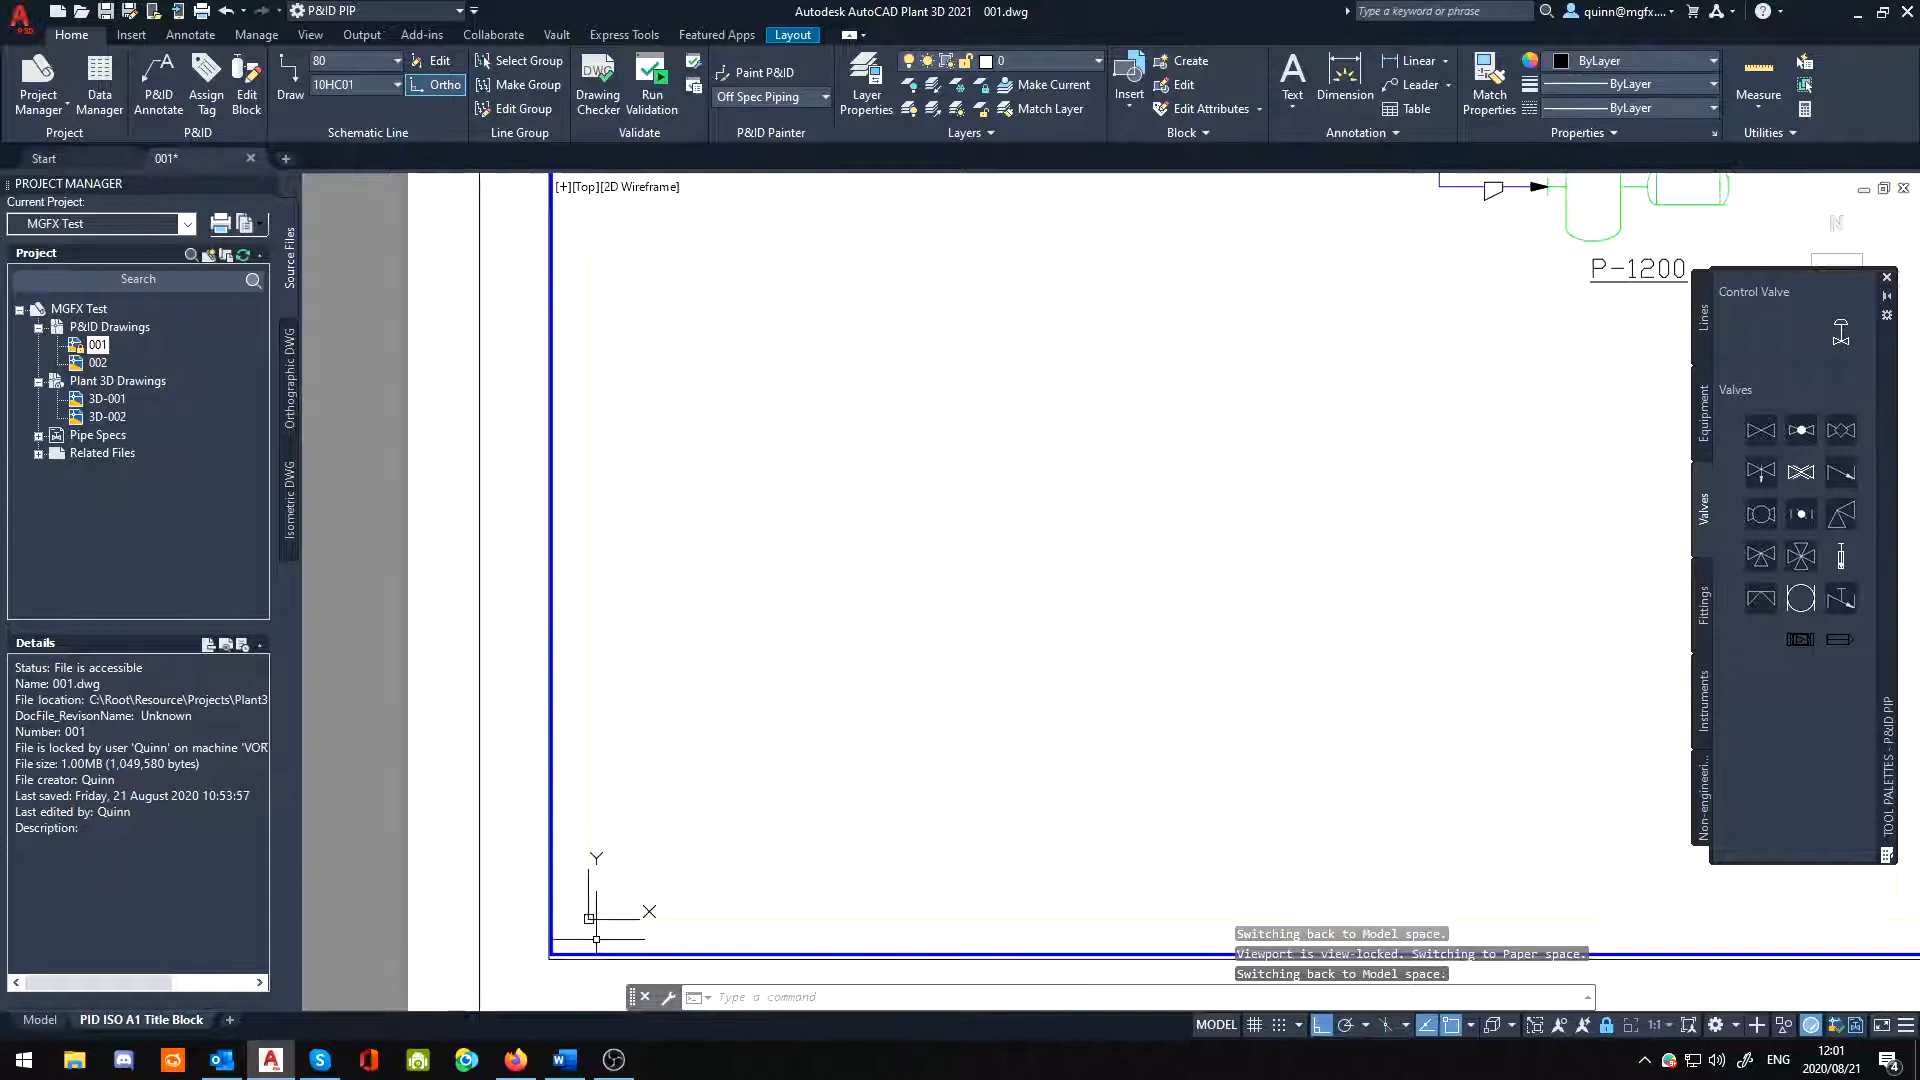 P&ID PIP
Autodesk AutoCAD Plant 3D 2021 001.dwg
Type a keyword or phrase
quinn@mgfx....
Home Insert Annotate Manage View Output Add-ins Collaborate Vault Express Tools Featured Apps Layout
Project Manager
Data Manager
Project
P&ID Annotate
Assign Tag
Edit Block
P&ID
Draw
80
Edit
10HC01
Ortho
Schematic Line
Select Group
Make Group
Edit Group
Line Group
Drawing Checker
Run Validation
Validate
Paint P&ID
Off Spec Piping
P&ID Painter
Layer Properties
0
Make Current
Match Layer
Layers
Insert
Create
Edit
Edit Attributes
Block
Text
Dimension
Linear
Leader
Table
Annotation
Match Properties
ByLayer
ByLayer
ByLayer
Properties
Measure
Utilities
Start
001*
PROJECT MANAGER
Current Project:
MGFX Test
Project
Search
MGFX Test
P&ID Drawings
001
002
Plant 3D Drawings
3D-001
3D-002
Pipe Specs
Related Files
Source Files
Orthographic DWG
Isometric DWG
Details
Status: File is accessible
Name: 001.dwg
File location: C:\Root\Resource\Projects\Plant3
DocFile_RevisonName: Unknown
Number: 001
File is locked by user 'Quinn' on machine 'VOR
File size: 1.00MB (1,049,580 bytes)
File creator: Quinn
Last saved: Friday, 21 August 2020 10:53:57
Last edited by: Quinn
Description:
[+][Top][2D Wireframe]
N
P-1200
Y
X
Control Valve
Valves
Lines
Equipment
Valves
Fittings
Instruments
Non-engineeri...
TOOL PALETTES - P&ID PIP
Switching back to Model space.
Viewport is view-locked. Switching to Paper space.
Switching back to Model space.
Type a command
Model
PID ISO A1 Title Block
MODEL
1:1
ENG
12:01
2020/08/21
4